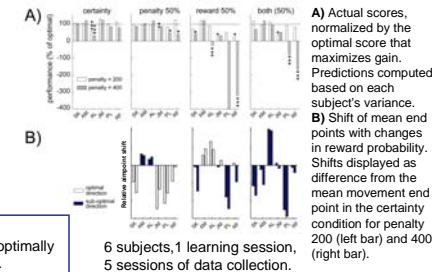 A)
certainty
penalty 50%
reward 50%
both (50%)
performance (% of optimal)
100
0
-100
-200
-300
-400
penalty = 200
penalty = 400
B)
Relative aimpoint shift
optimal
direction
sub-optimal
direction
A) Actual scores,
normalized by the
optimal score that
maximizes gain.
Predictions computed
based on each
subject's variance.
B) Shift of mean end
points with changes
in reward probability.
Shifts displayed as
difference from the
mean movement end
point in the certainty
condition for penalty
200 (left bar) and 400
(right bar).
optimally
6 subjects,1 learning session,
5 sessions of data collection.